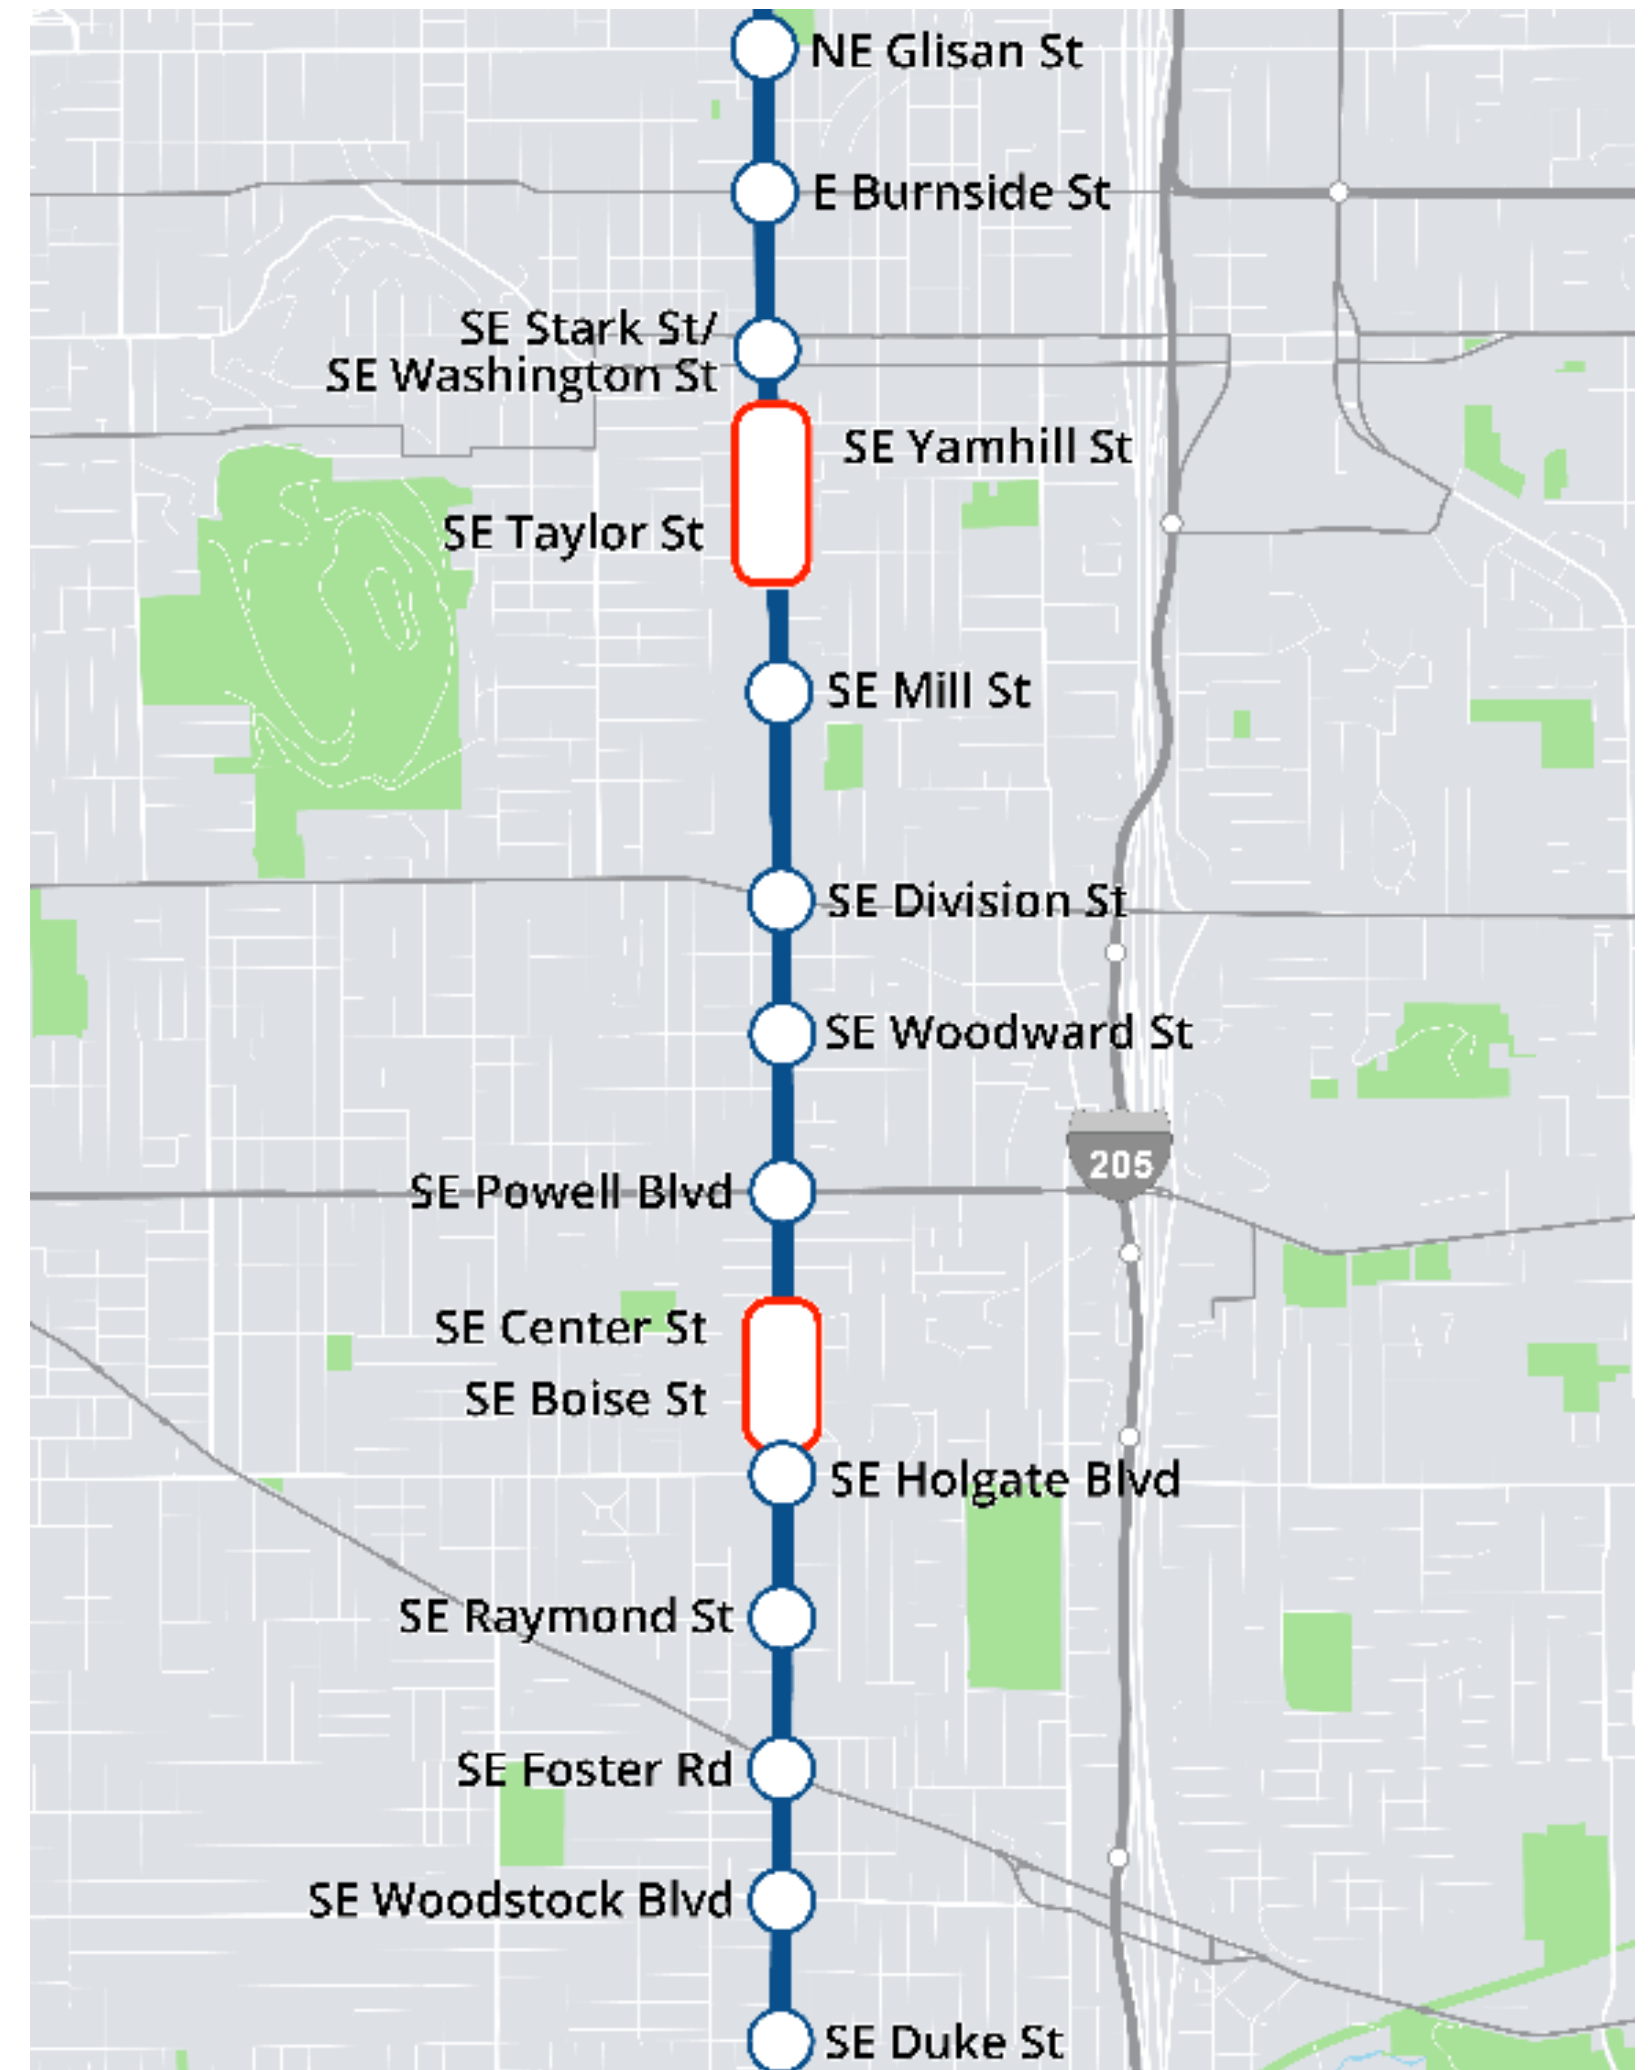 NE Glisan St
E Burnside St
SE Stark St/
SE Washington St
SE Yamhill St
SE Taylor St
SE Mill St
SE Division St
SE Woodward St
205
SE Powell Blvd
SE Center St
SE Boise St
SE Holgate Blvd
SE Raymond St
SE Foster Rd
SE Woodstock Blvd
SE Duke St